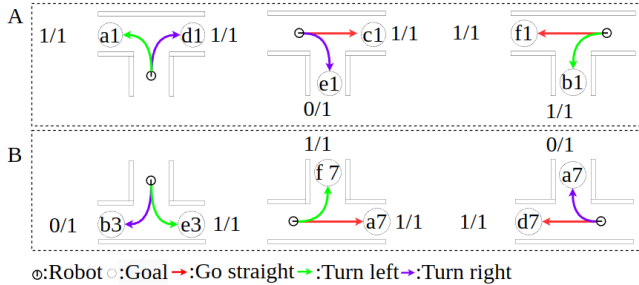 A
1/1 a1 d1 1/1
c1 1/1
e1
0/1
1/1 f1
b1
1/1
B
0/1 b3 e3 1/1
1/1
f 7
a7 1/1
0/1
a7
1/1 d7
:Robot :Goal :Go straight :Turn left :Turn right